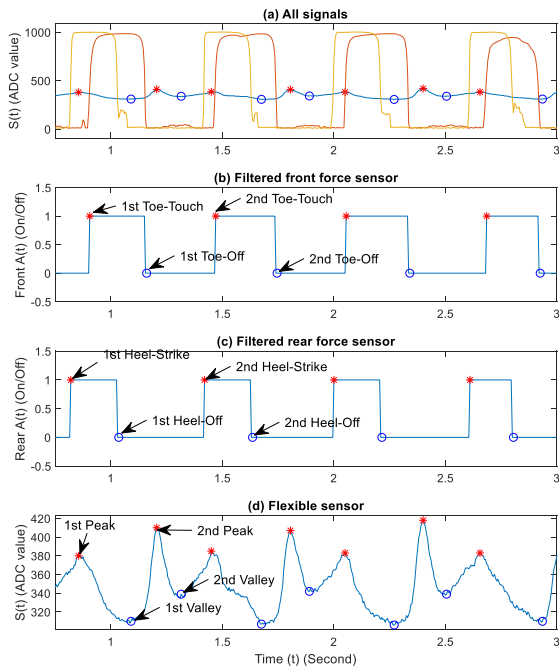 (a) All signals
S(t) (ADC value)
1000
500
0
1
1.5
2
2.5
3
(b) Filtered front force sensor
Front A(t) (On/Off)
1.5
1
0.5
0
-0.5
1st Toe-Touch
2nd Toe-Touch
1st Toe-Off
2nd Toe-Off
1
1.5
2
2.5
3
(c) Filtered rear force sensor
Rear A(t) (On/Off)
1.5
1
0.5
0
-0.5
1st Heel-Strike
2nd Heel-Strike
1st Heel-Off
2nd Heel-Off
1
1.5
2
2.5
3
(d) Flexible sensor
S(t) (ADC value)
420
400
380
360
340
320
1st Peak
2nd Peak
2nd Valley
1st Valley
1
1.5
2
2.5
3
Time (t) (Second)